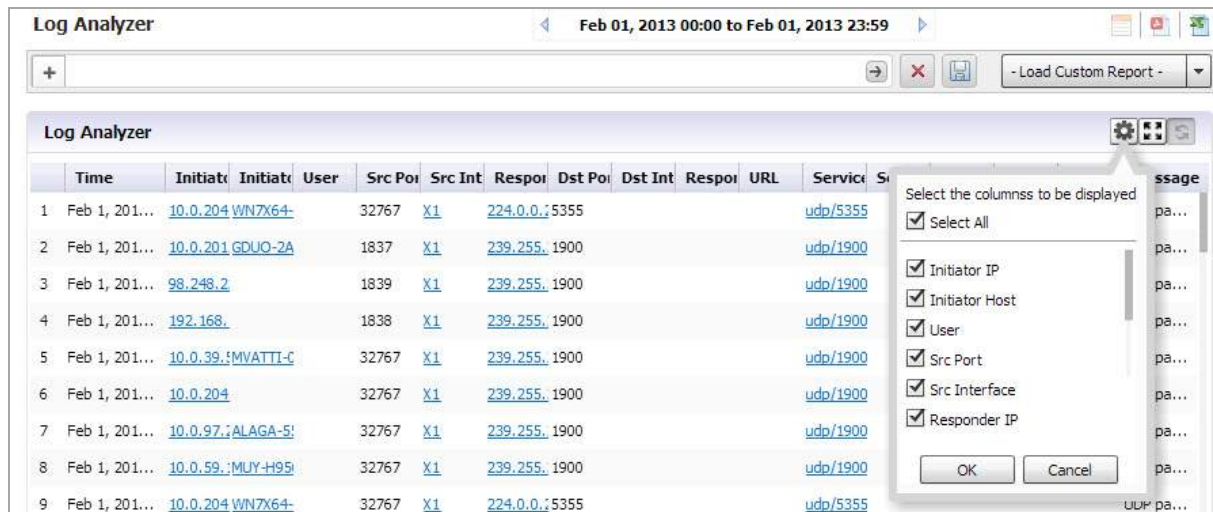 Log Analyzer Feb 01, 2013 00:00 to Feb 01, 2013 23:59
+ - Load Custom Report -
Log Analyzer
Time Initiato Initiato User Src Por Src Int Respor Dst Por Dst Int Respor URL Service ssage
Select the columnss to be displayed
Select All
Initiator IP
Initiator Host
User
Src Port
Src Interface
Responder IP
OK Cancel
1 Feb 1, 201... 10.0.204 WN7X64- 32767 X1 224.0.0. 5355 udp/5355 pa...
2 Feb 1, 201... 10.0.201 GDUO-2A 1837 X1 239.255. 1900 udp/1900 pa...
3 Feb 1, 201... 98.248.2 1839 X1 239.255. 1900 udp/1900 pa...
4 Feb 1, 201... 192.168. 1838 X1 239.255. 1900 udp/1900 pa...
5 Feb 1, 201... 10.0.39. MVATTI- 32767 X1 239.255. 1900 udp/1900 pa...
6 Feb 1, 201... 10.0.204 32767 X1 239.255. 1900 udp/1900 pa...
7 Feb 1, 201... 10.0.97. ALAGA-5 32767 X1 239.255. 1900 udp/1900 pa...
8 Feb 1, 201... 10.0.59. MUY-H95 32767 X1 239.255. 1900 udp/1900 pa...
9 Feb 1, 201... 10.0.204 WN7X64- 32767 X1 224.0.0. 5355 udp/5355 UDP pa...